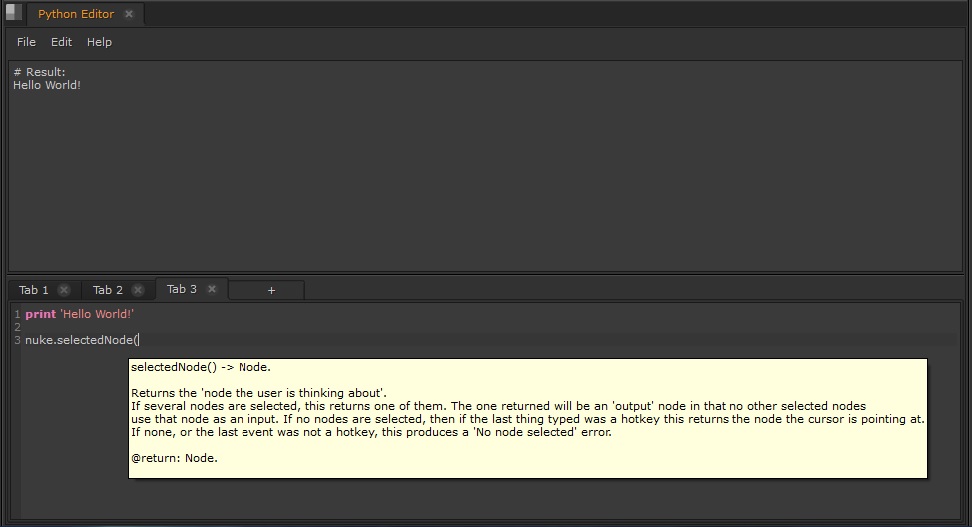 Python Editor
File Edit Help
# Result:
Hello World!
Tab 1 Tab 2 Tab 3 +
1 print 'Hello World!'
2
3 nuke.selectedNode(
selectedNode() -> Node.
Returns the 'node the user is thinking about'.
If several nodes are selected, this returns one of them. The one returned will be an 'output' node in that no other selected nodes
use that node as an input. If no nodes are selected, then if the last thing typed was a hotkey this returns the node the cursor is pointing at.
If none, or the last event was not a hotkey, this produces a 'No node selected' error.
@return: Node.